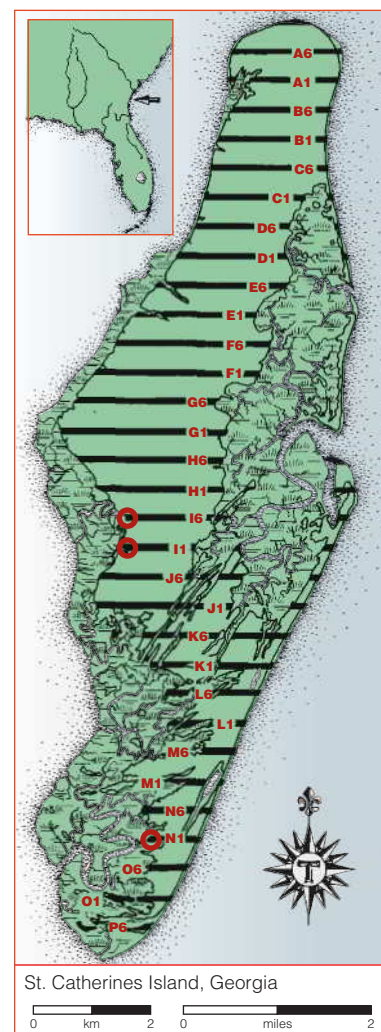 A6
A1
B6
B1
C6
C1
D6
D1
E6
E1
F6
F1
G6
G1
H6
H1
I6
I1
J6
J1
K6
K1
L6
L1
M6
M1
N6
N1
O6
O1
P6
T
St. Catherines Island, Georgia
0 km 2 0 miles 2